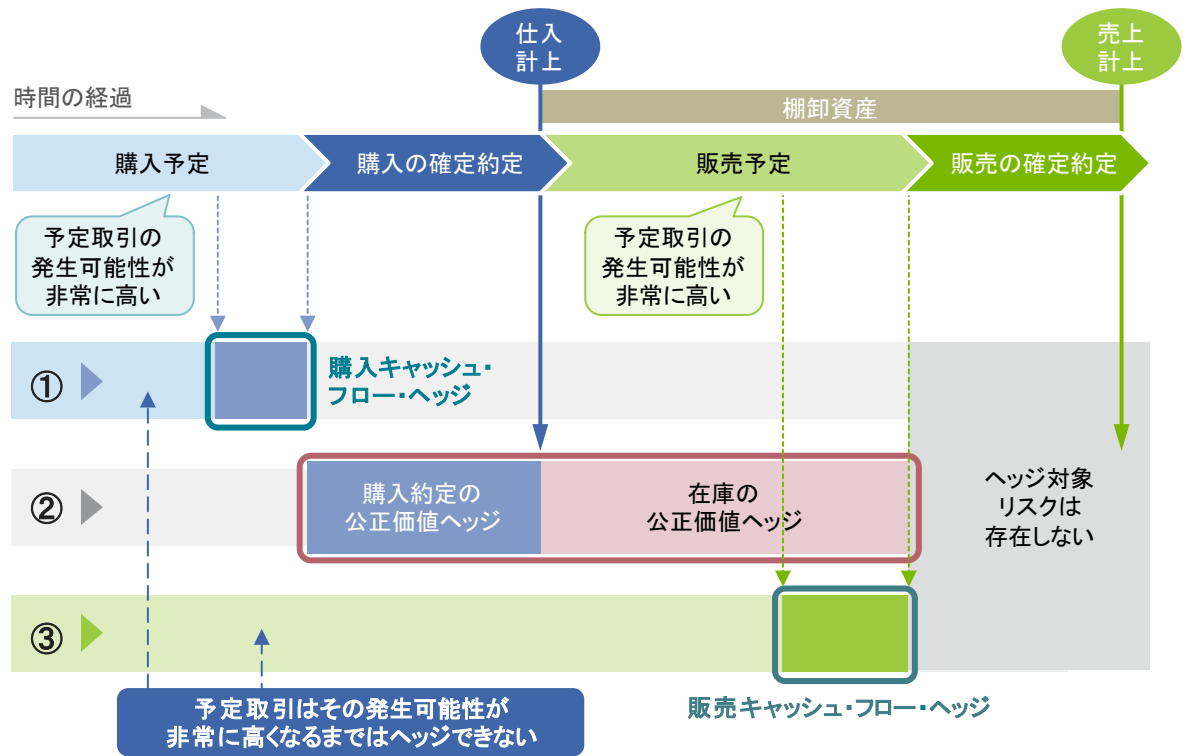 仕入
計上
売上
計上
時間の経過
棚卸資産
購入予定
購入の確定約定
販売予定
販売の確定約定
予定取引の
発生可能性が
非常に高い
予定取引の
発生可能性が
非常に高い
①
購入キャッシュ・
フロー・ヘッジ
②
購入約定の
公正価値ヘッジ
在庫の
公正価値ヘッジ
ヘッジ対象
リスクは
存在しない
③
販売キャッシュ・フロー・ヘッジ
予定取引はその発生可能性が
非常に高くなるまではヘッジできない